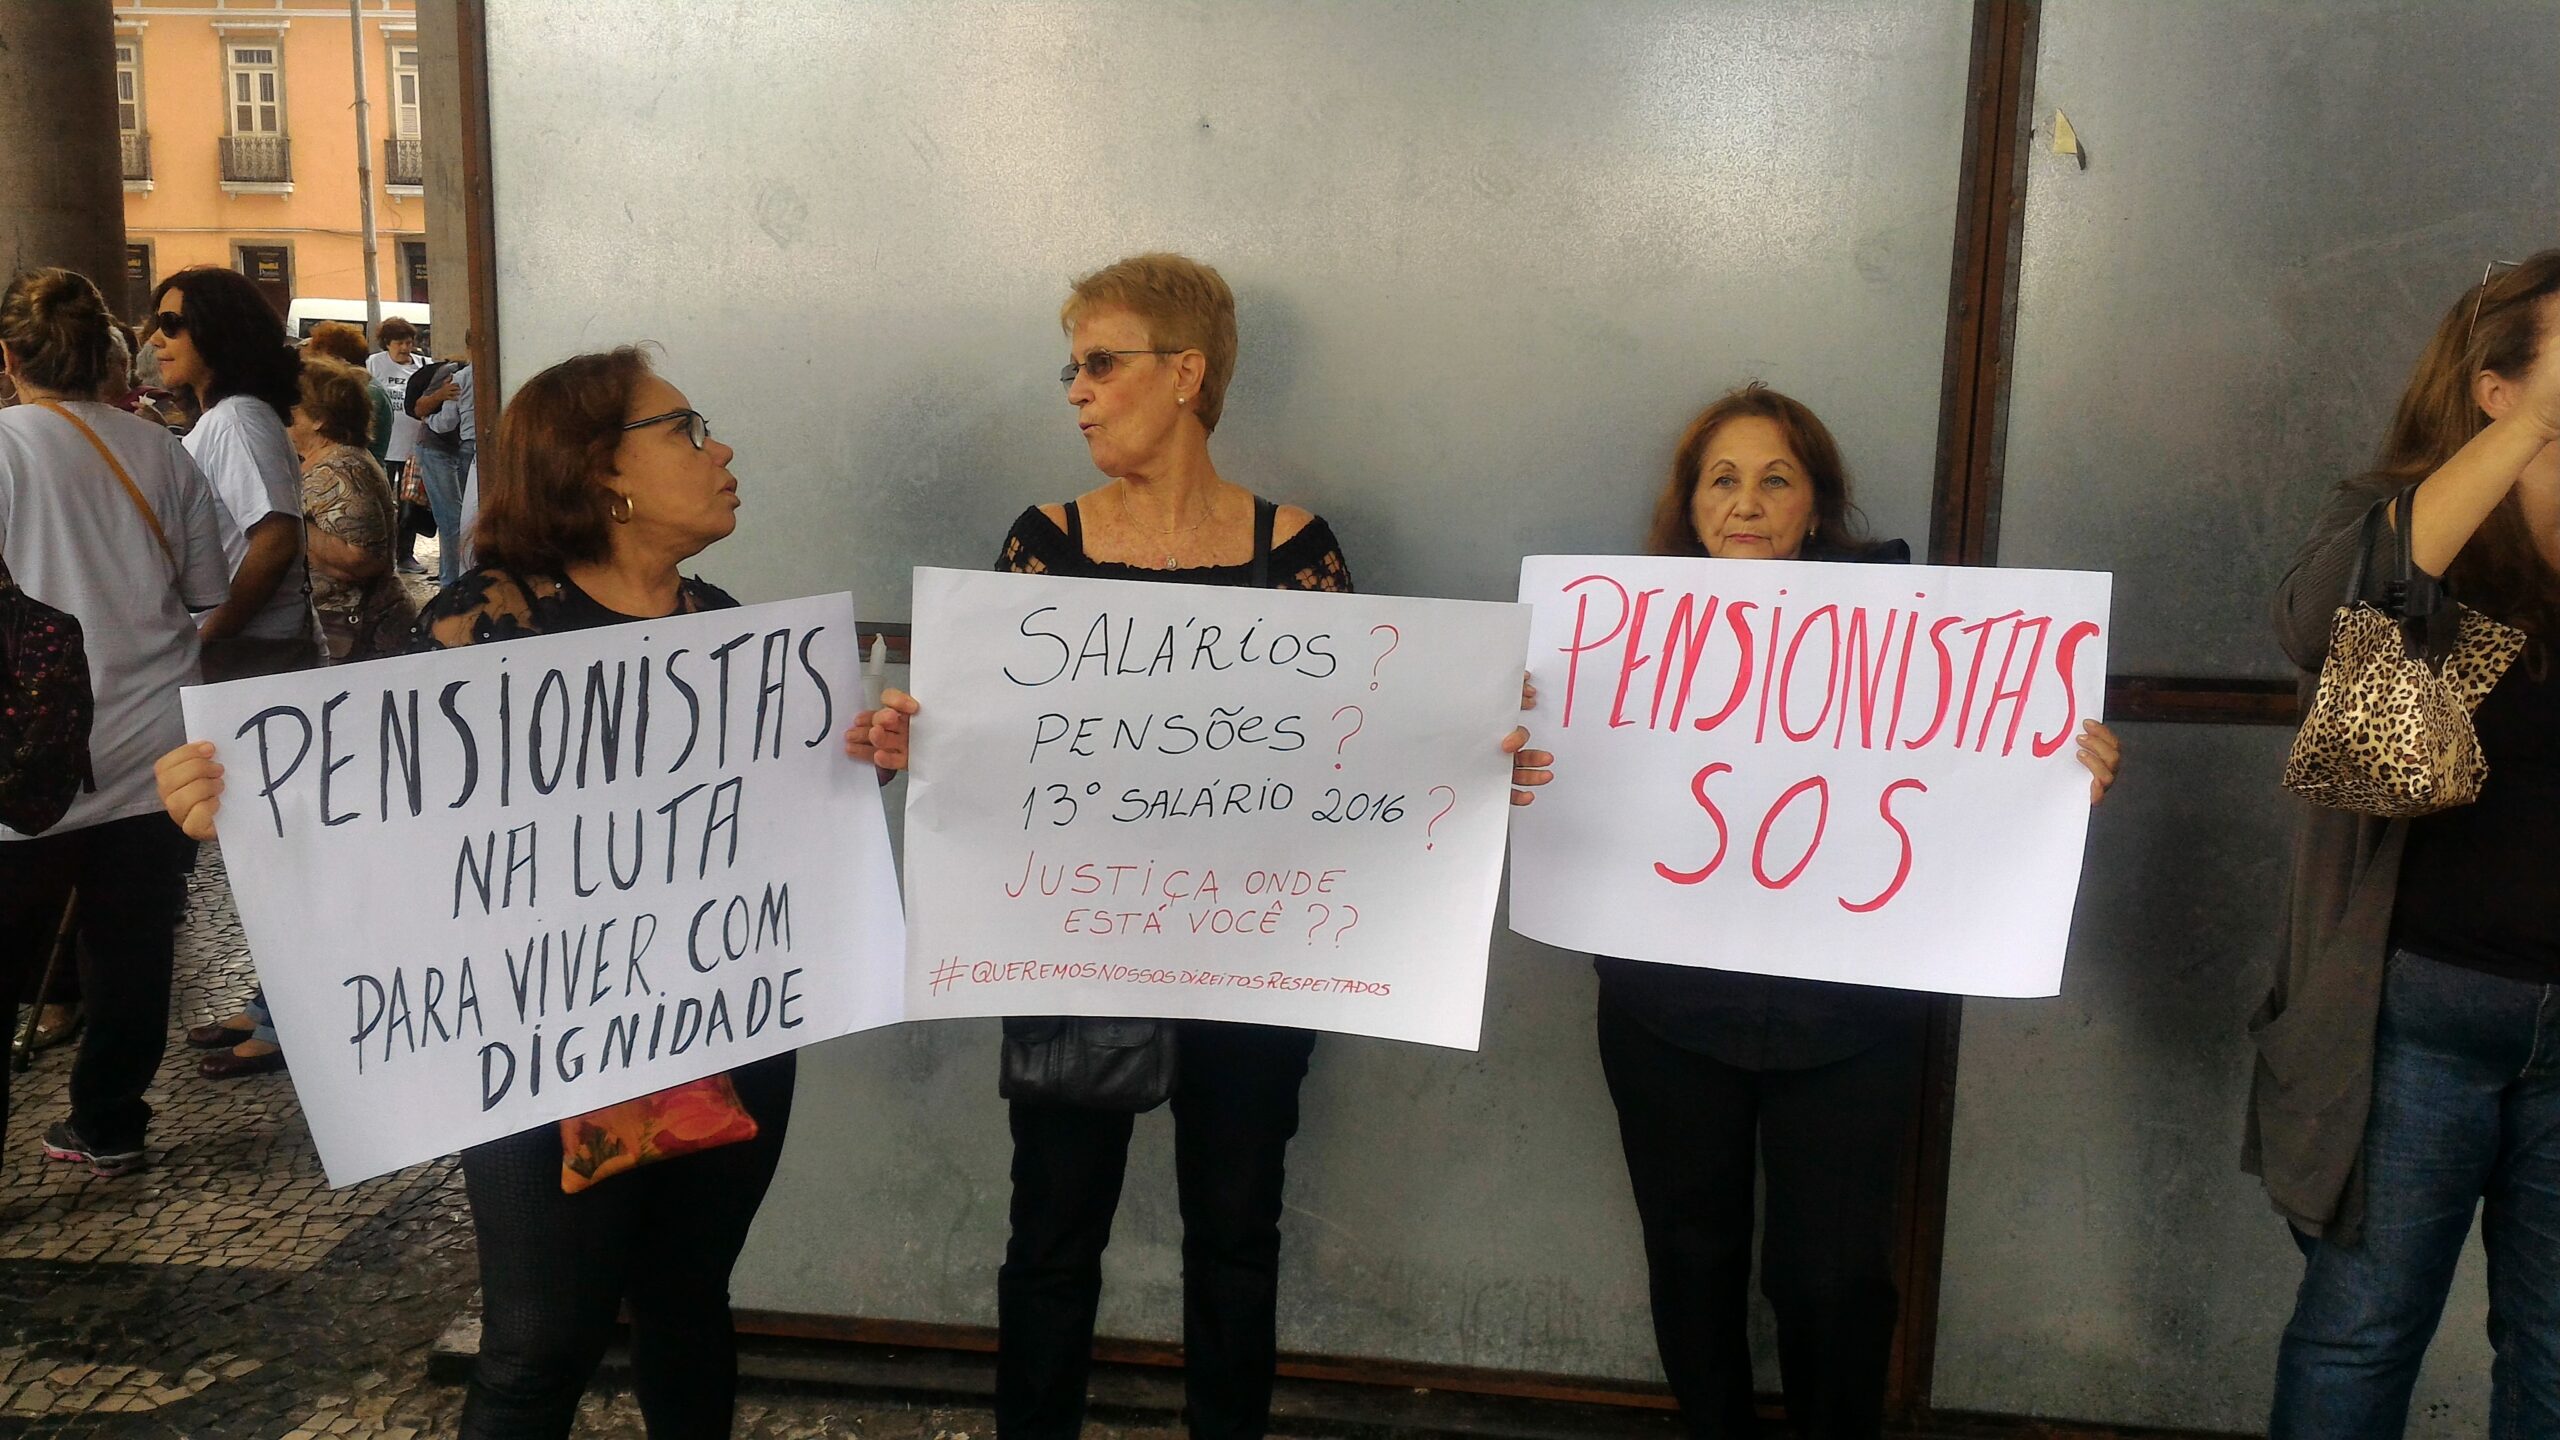 PENSIONISTAS
NA LUTA
PARA VIVER COM
DIGNIDADE
SALÁRIOS ?
PENSÕES ?
13º SALÁRIO 2016 ?
JUSTIÇA ONDE
ESTÁ VOCÊ ??
#QUEREMOSNOSSOSDIREITOSRESPEITADOS
PENSIONISTAS
SOS
PEZ